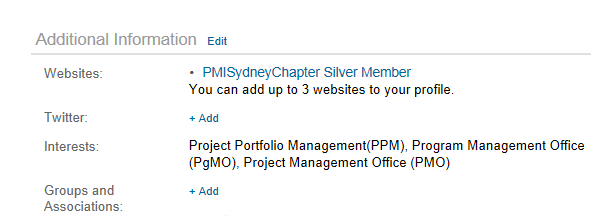 Additional Information Edit
Websites: • PMISydneyChapter Silver Member
You can add up to 3 websites to your profile.
Twitter: + Add
Interests: Project Portfolio Management(PPM), Program Management Office
(PgMO), Project Management Office (PMO)
Groups and + Add
Associations: